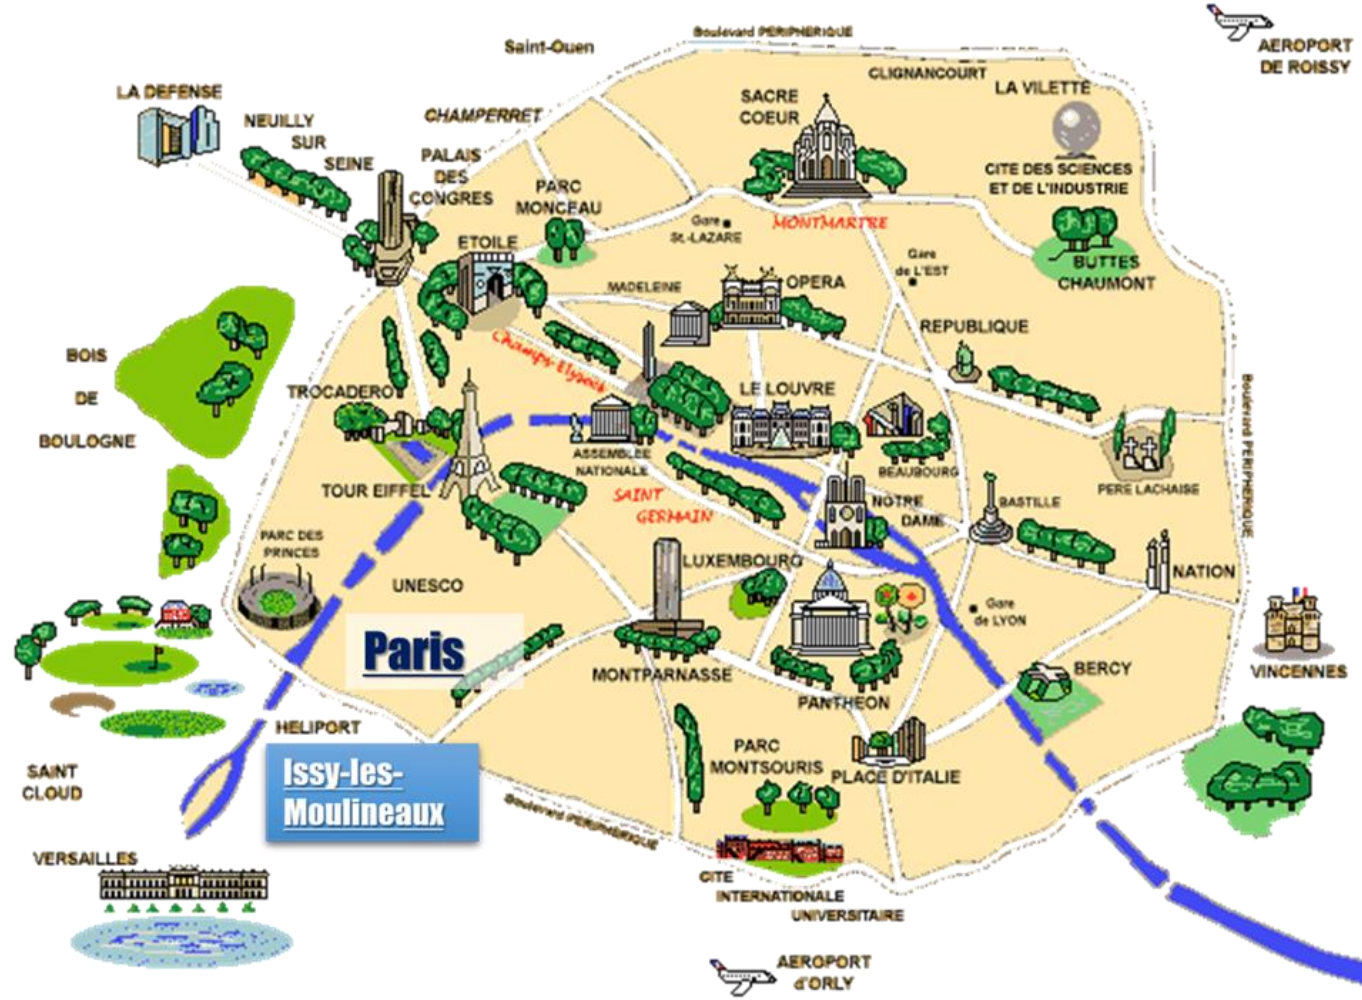 Boulevard PERIPHERIQUE
Saint-Ouen
AEROPORT
DE ROISSY
CLIGNANCOURT
LA VILETTE
LA DEFENSE
SACRE
COEUR
CHAMPERRET
NEUILLY
SUR
SEINE
PALAIS
DES
CONGRES
CITE DES SCIENCES
ET DE L'INDUSTRIE
PARC
MONCEAU
Gare
St.-LAZARE
MONTMARTRE
ETOILE
Gare
de L'EST
BUTTES
CHAUMONT
MADELEINE
OPERA
REPUBLIQUE
Champs Elysees
BOIS
DE
BOULOGNE
TROCADERO
LE LOUVRE
Boulevard PERIPHERIQUE
ASSEMBLEE
NATIONALE
BEAUBOURG
TOUR EIFFEL
SAINT
GERMAIN
NOTRE
DAME
BASTILLE
PERE LACHAISE
PARC DES
PRINCES
LUXEMBOURG
NATION
UNESCO
Gare
de LYON
Paris
MONTPARNASSE
BERCY
VINCENNES
PANTHEON
HELIPORT
PARC
MONTSOURIS
PLACE D'ITALIE
Issy-les-
Moulineaux
SAINT
CLOUD
Boulevard PERIPHERIQUE
VERSAILLES
CITE
INTERNATIONALE
UNIVERSITAIRE
AEROPORT
d'ORLY